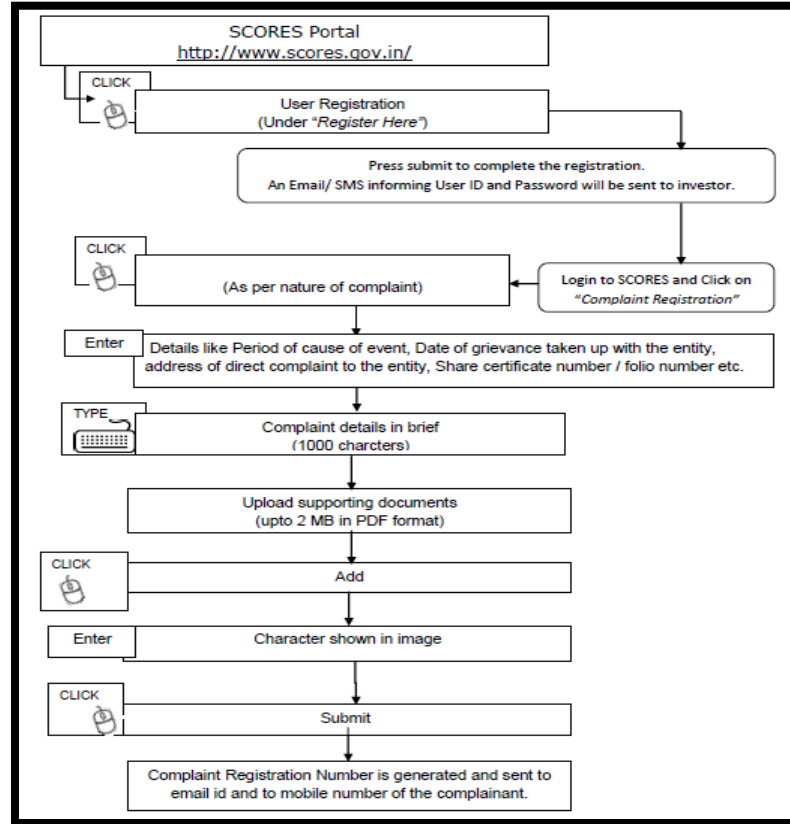 SCORES Portal
http://www.scores.gov.in/
CLICK
User Registration
(Under “Register Here”)
Press submit to complete the registration.
An Email/ SMS informing User ID and Password will be sent to investor.
Login to SCORES and Click on
“Complaint Registration”
CLICK
(As per nature of complaint)
Enter
Details like Period of cause of event, Date of grievance taken up with the entity,
address of direct complaint to the entity, Share certificate number / folio number etc.
TYPE
Complaint details in brief
(1000 charcters)
Upload supporting documents
(upto 2 MB in PDF format)
CLICK
Add
Enter
Character shown in image
CLICK
Submit
Complaint Registration Number is generated and sent to
email id and to mobile number of the complainant.